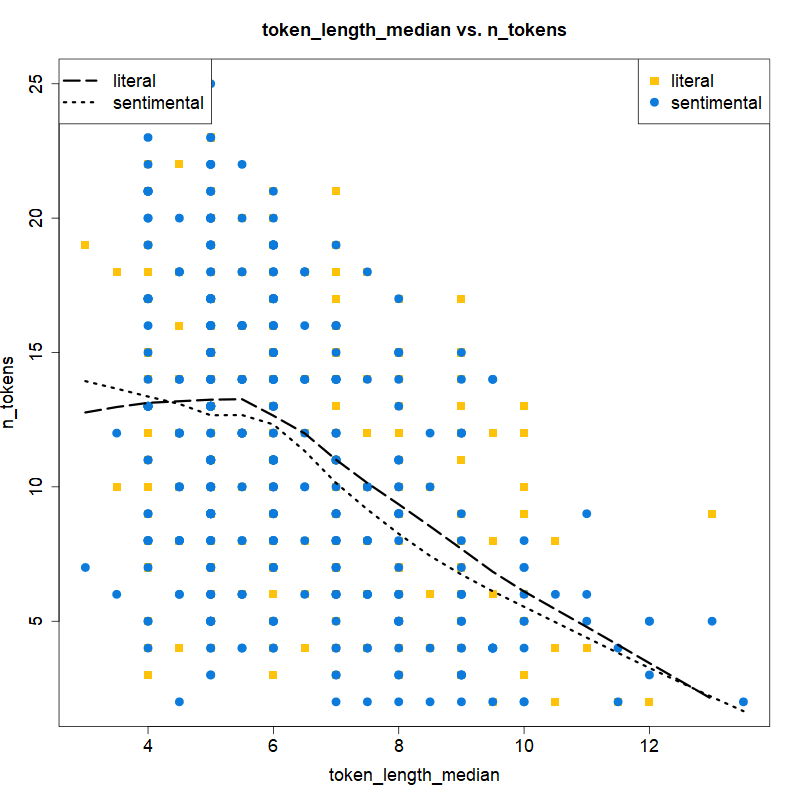 token_length_median vs. n_tokens
literal
sentimental
literal
sentimental
25
20
15
10
5
n_tokens
4 6 8 10 12
token_length_median